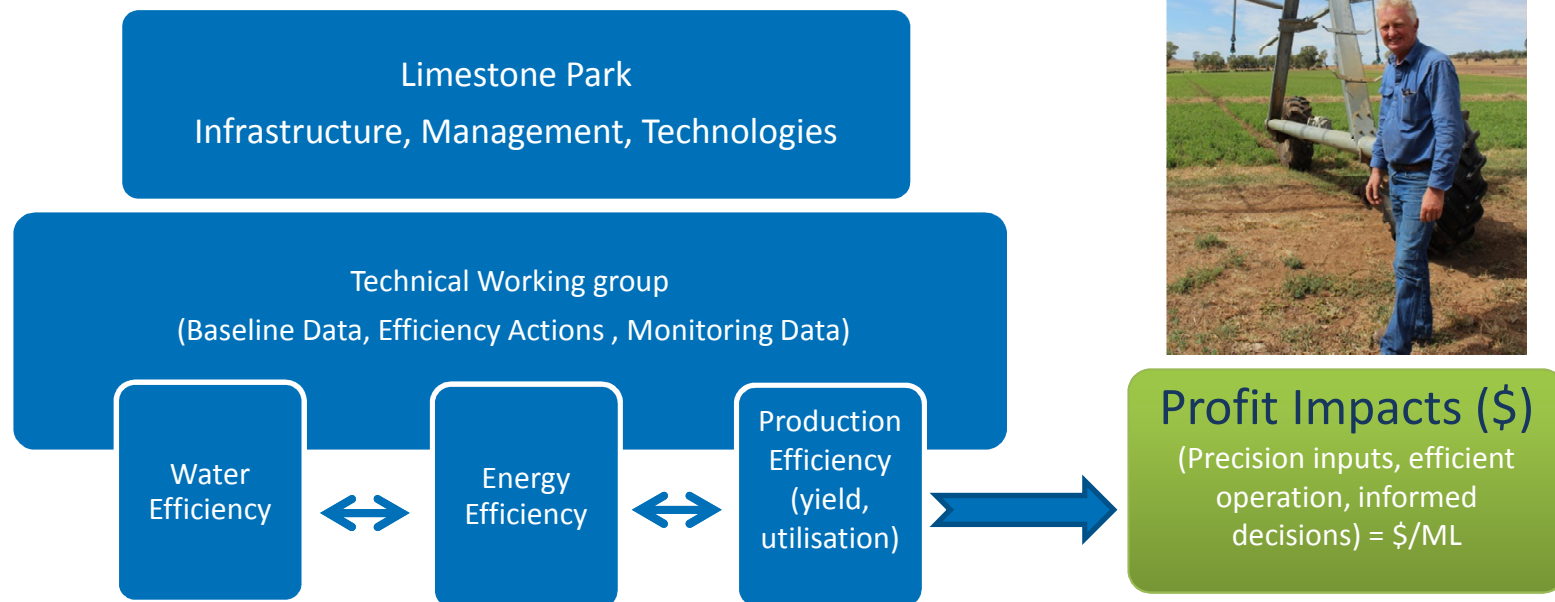 Limestone Park
Infrastructure, Management, Technologies
Technical Working group
(Baseline Data, Efficiency Actions , Monitoring Data)
Water
Efficiency
Energy
Efficiency
Production
Efficiency
(yield,
utilisation)
Profit Impacts ($)
(Precision inputs, efficient
operation, informed
decisions) = $/ML